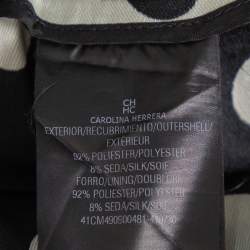 CH
HC
CAROLINA HERRERA
EXTERIOR/RECUBRIMIENTO/OUTERSHELL/
EXTÉRIEUR
92% POLIESTER/POLYESTER
8% SEDA/SILK/SOIE
FORRO/LINING/DOUBLURE
92% POLIESTER/POLYESTER
8% SEDA/SILK/SOIE